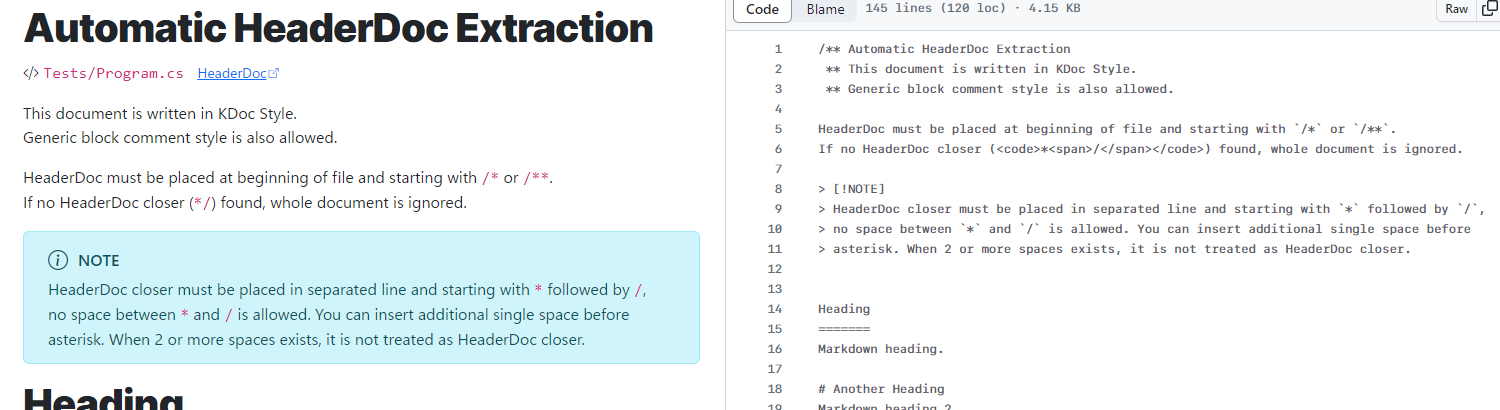 Automatic HeaderDoc Extraction
</> Tests/Program.cs HeaderDoc
This document is written in KDoc Style.
Generic block comment style is also allowed.
HeaderDoc must be placed at beginning of file and starting with /* or /**.
If no HeaderDoc closer (*/) found, whole document is ignored.
NOTE
HeaderDoc closer must be placed in separated line and starting with * followed by /,
no space between * and / is allowed. You can insert additional single space before
asterisk. When 2 or more spaces exists, it is not treated as HeaderDoc closer.
Heading
Code Blame 145 lines (120 loc) · 4.15 KB Raw
1 /** Automatic HeaderDoc Extraction
2 ** This document is written in KDoc Style.
3 ** Generic block comment style is also allowed.
4
5 HeaderDoc must be placed at beginning of file and starting with `/*` or `/**`.
6 If no HeaderDoc closer (<code>*<span>/</span></code>) found, whole document is ignored.
7
8 > [!NOTE]
9 > HeaderDoc closer must be placed in separated line and starting with `*` followed by `/`,
10 > no space between `*` and `/` is allowed. You can insert additional single space before
11 > asterisk. When 2 or more spaces exists, it is not treated as HeaderDoc closer.
12
13
14 Heading
15 =======
16 Markdown heading.
17
18 # Another Heading
19 Markdown heading 2